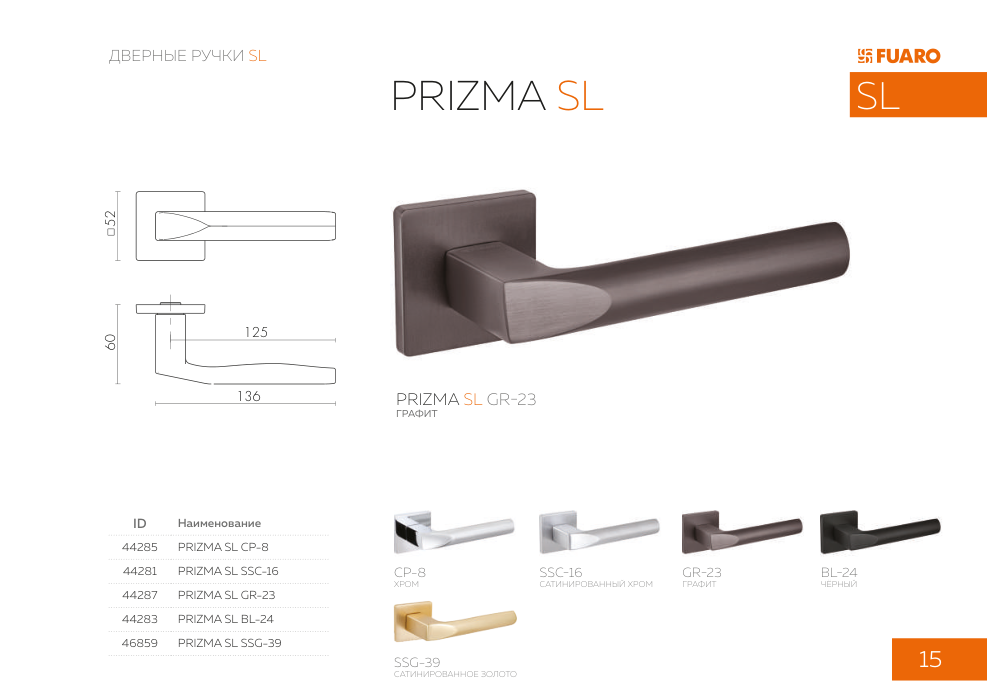 ДВЕРНЫЕ РУЧКИ SL
FUARO
PRIZMA SL
SL
□52
60
125
136
PRIZMA SL GR-23
ГРАФИТ
ID Наименование
44285 PRIZMA SL CP-8
44281 PRIZMA SL SSC-16
44287 PRIZMA SL GR-23
44283 PRIZMA SL BL-24
46859 PRIZMA SL SSG-39
CP-8
ХРОМ
SSC-16
САТИНИРОВАННЫЙ ХРОМ
GR-23
ГРАФИТ
BL-24
ЧЕРНЫЙ
SSG-39
САТИНИРОВАННОЕ ЗОЛОТО
15